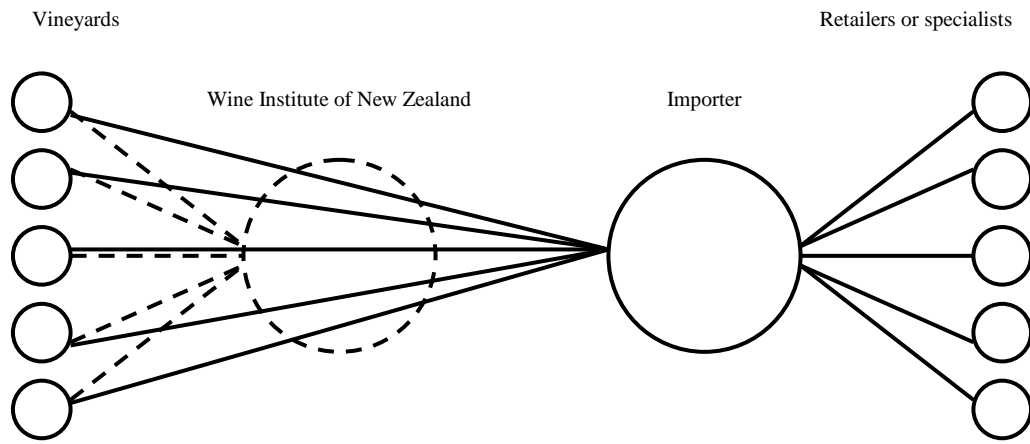 Vineyards
Retailers or specialists
Wine Institute of New Zealand
Importer